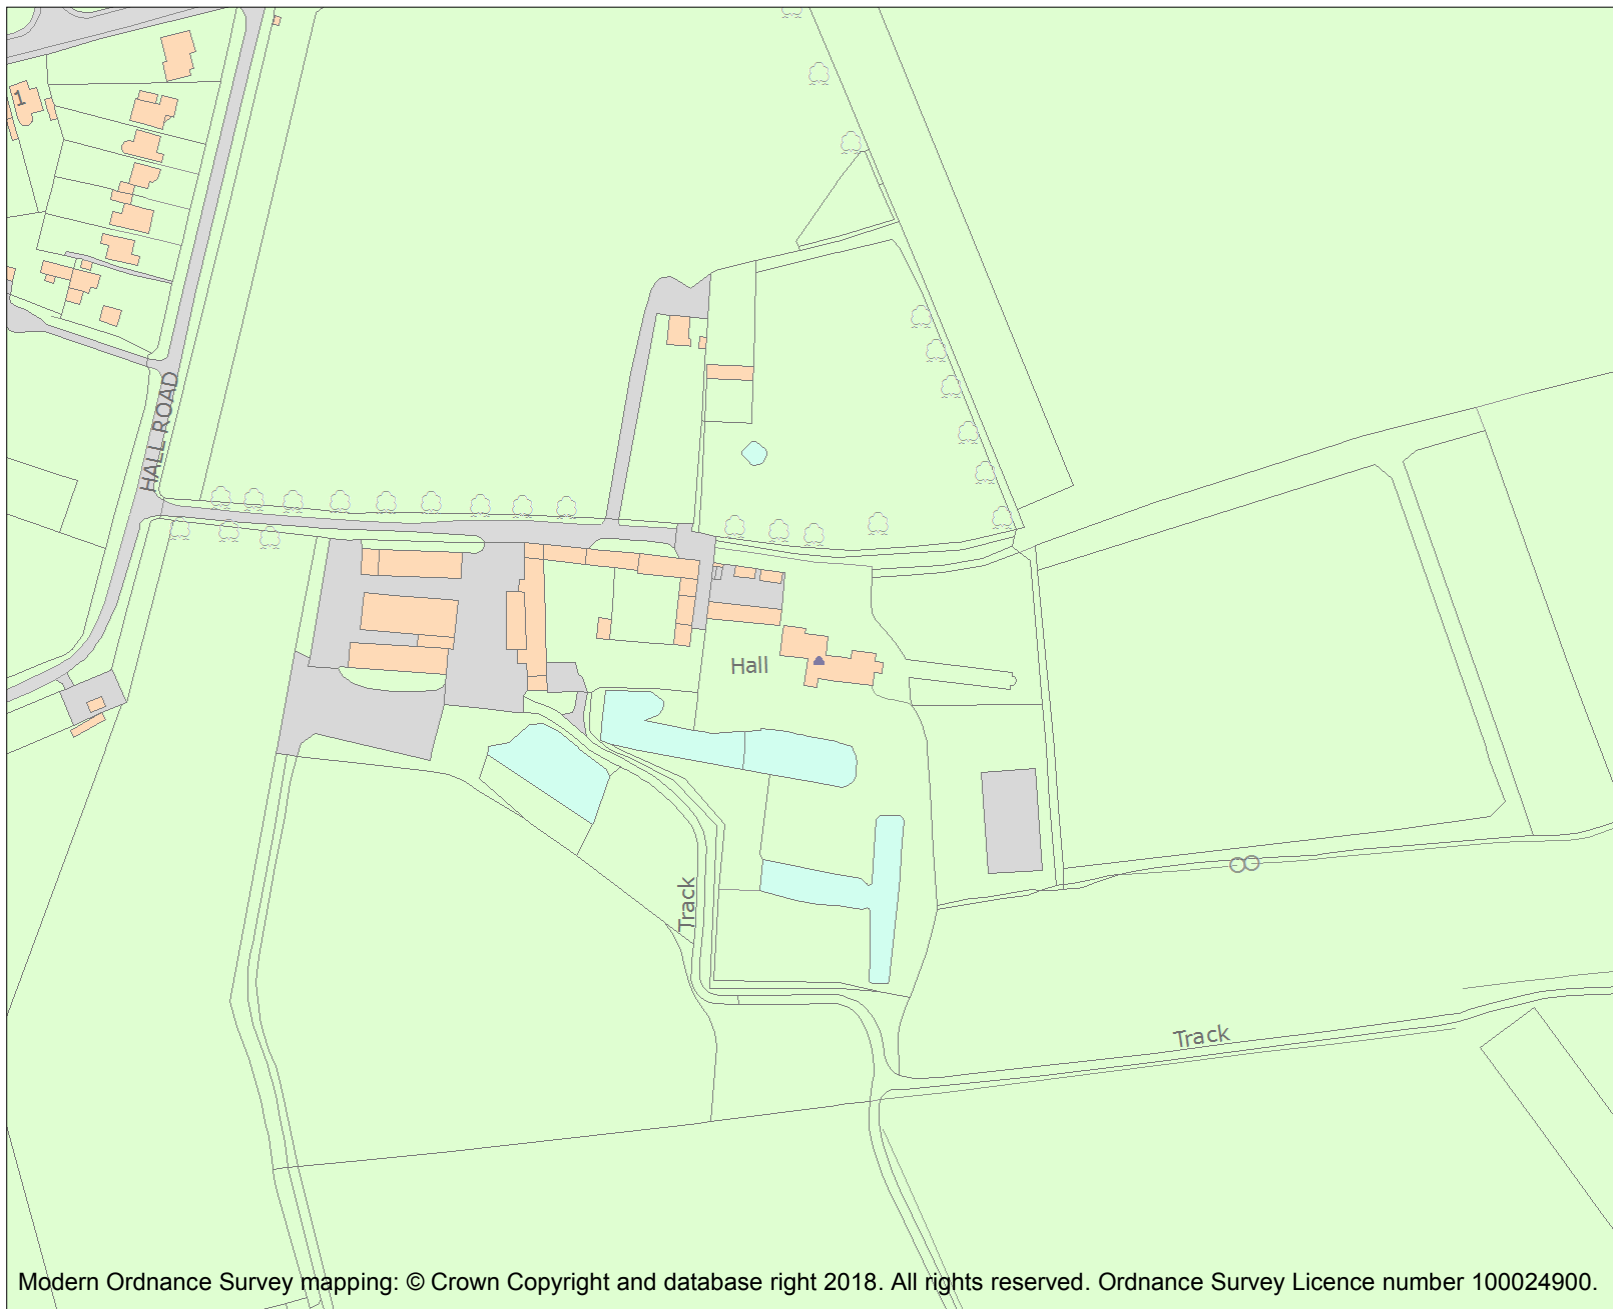 1
HALL ROAD
Hall
Track
Track
Modern Ordnance Survey mapping: © Crown Copyright and database right 2018. All rights reserved. Ordnance Survey Licence number 100024900.